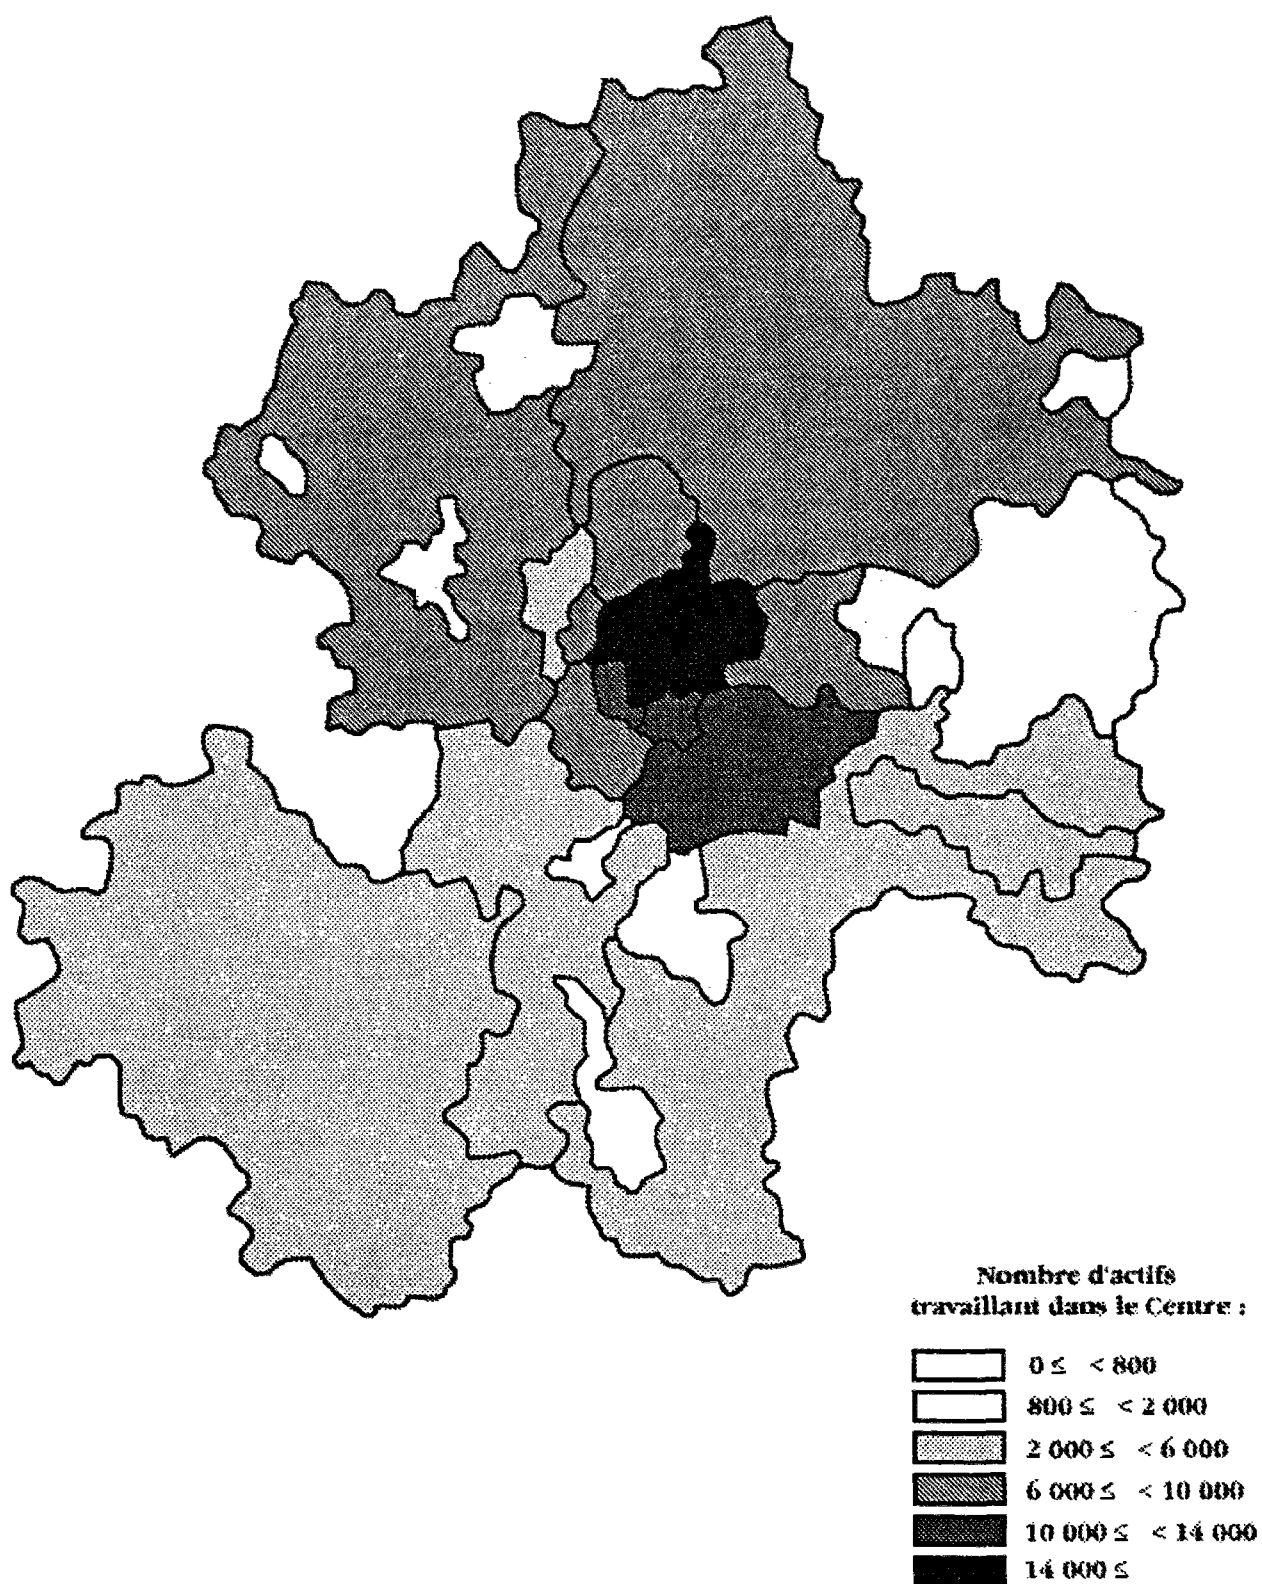 Nombre d'actifs
travaillant dans le Centre :
0 ≤ < 800
800 ≤ < 2 000
2 000 ≤ < 6 000
6 000 ≤ < 10 000
10 000 ≤ < 14 000
14 000 ≤